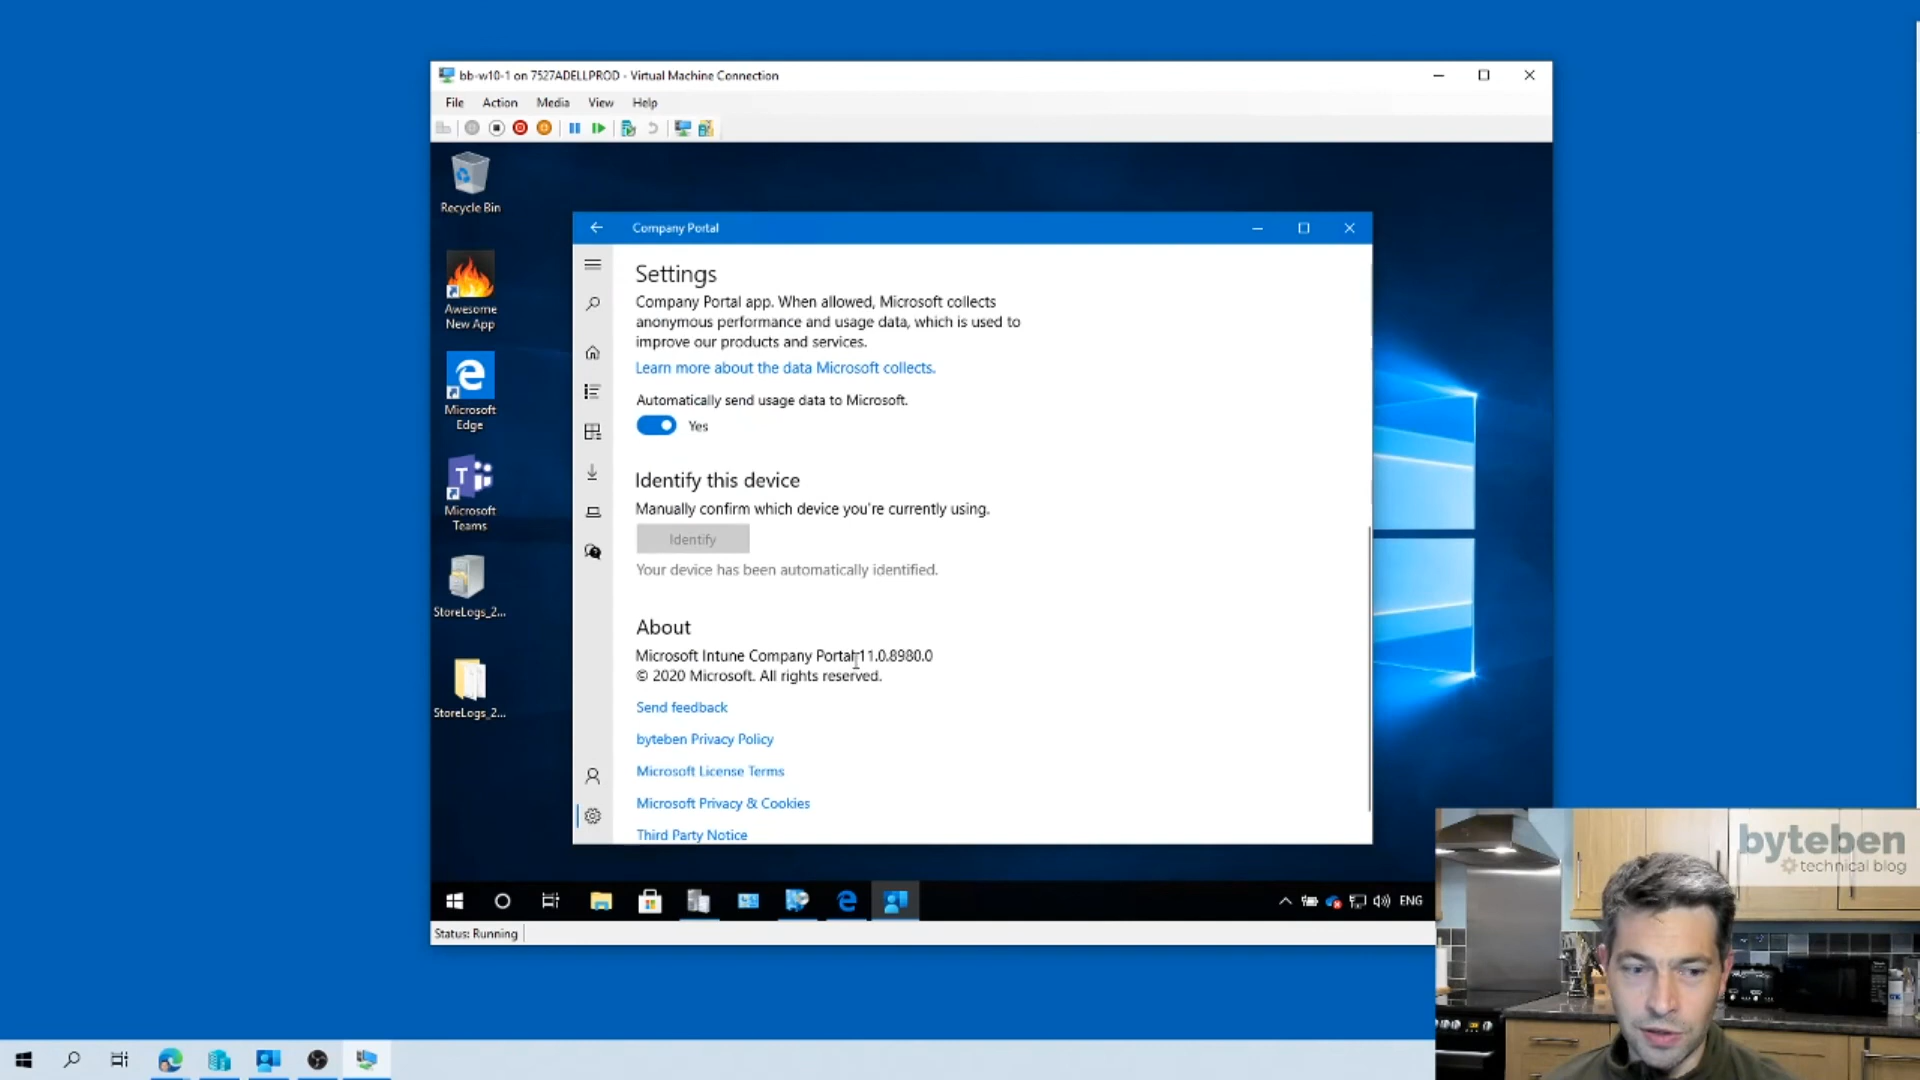 bb-w10-1 on 7527ADELLPROD - Virtual Machine Connection
File Action Media View Help
Recycle Bin
Awesome
New App
Microsoft
Edge
Microsoft
Teams
StoreLogs_2...
StoreLogs_2...
Company Portal
Settings
Company Portal app. When allowed, Microsoft collects
anonymous performance and usage data, which is used to
improve our products and services.
Learn more about the data Microsoft collects.
Automatically send usage data to Microsoft.
Yes
Identify this device
Manually confirm which device you're currently using.
Identify
Your device has been automatically identified.
About
Microsoft Intune Company Portal 11.0.8980.0
© 2020 Microsoft. All rights reserved.
Send feedback
byteben Privacy Policy
Microsoft License Terms
Microsoft Privacy & Cookies
Third Party Notice
ENG
Status: Running
byteben
technical blog